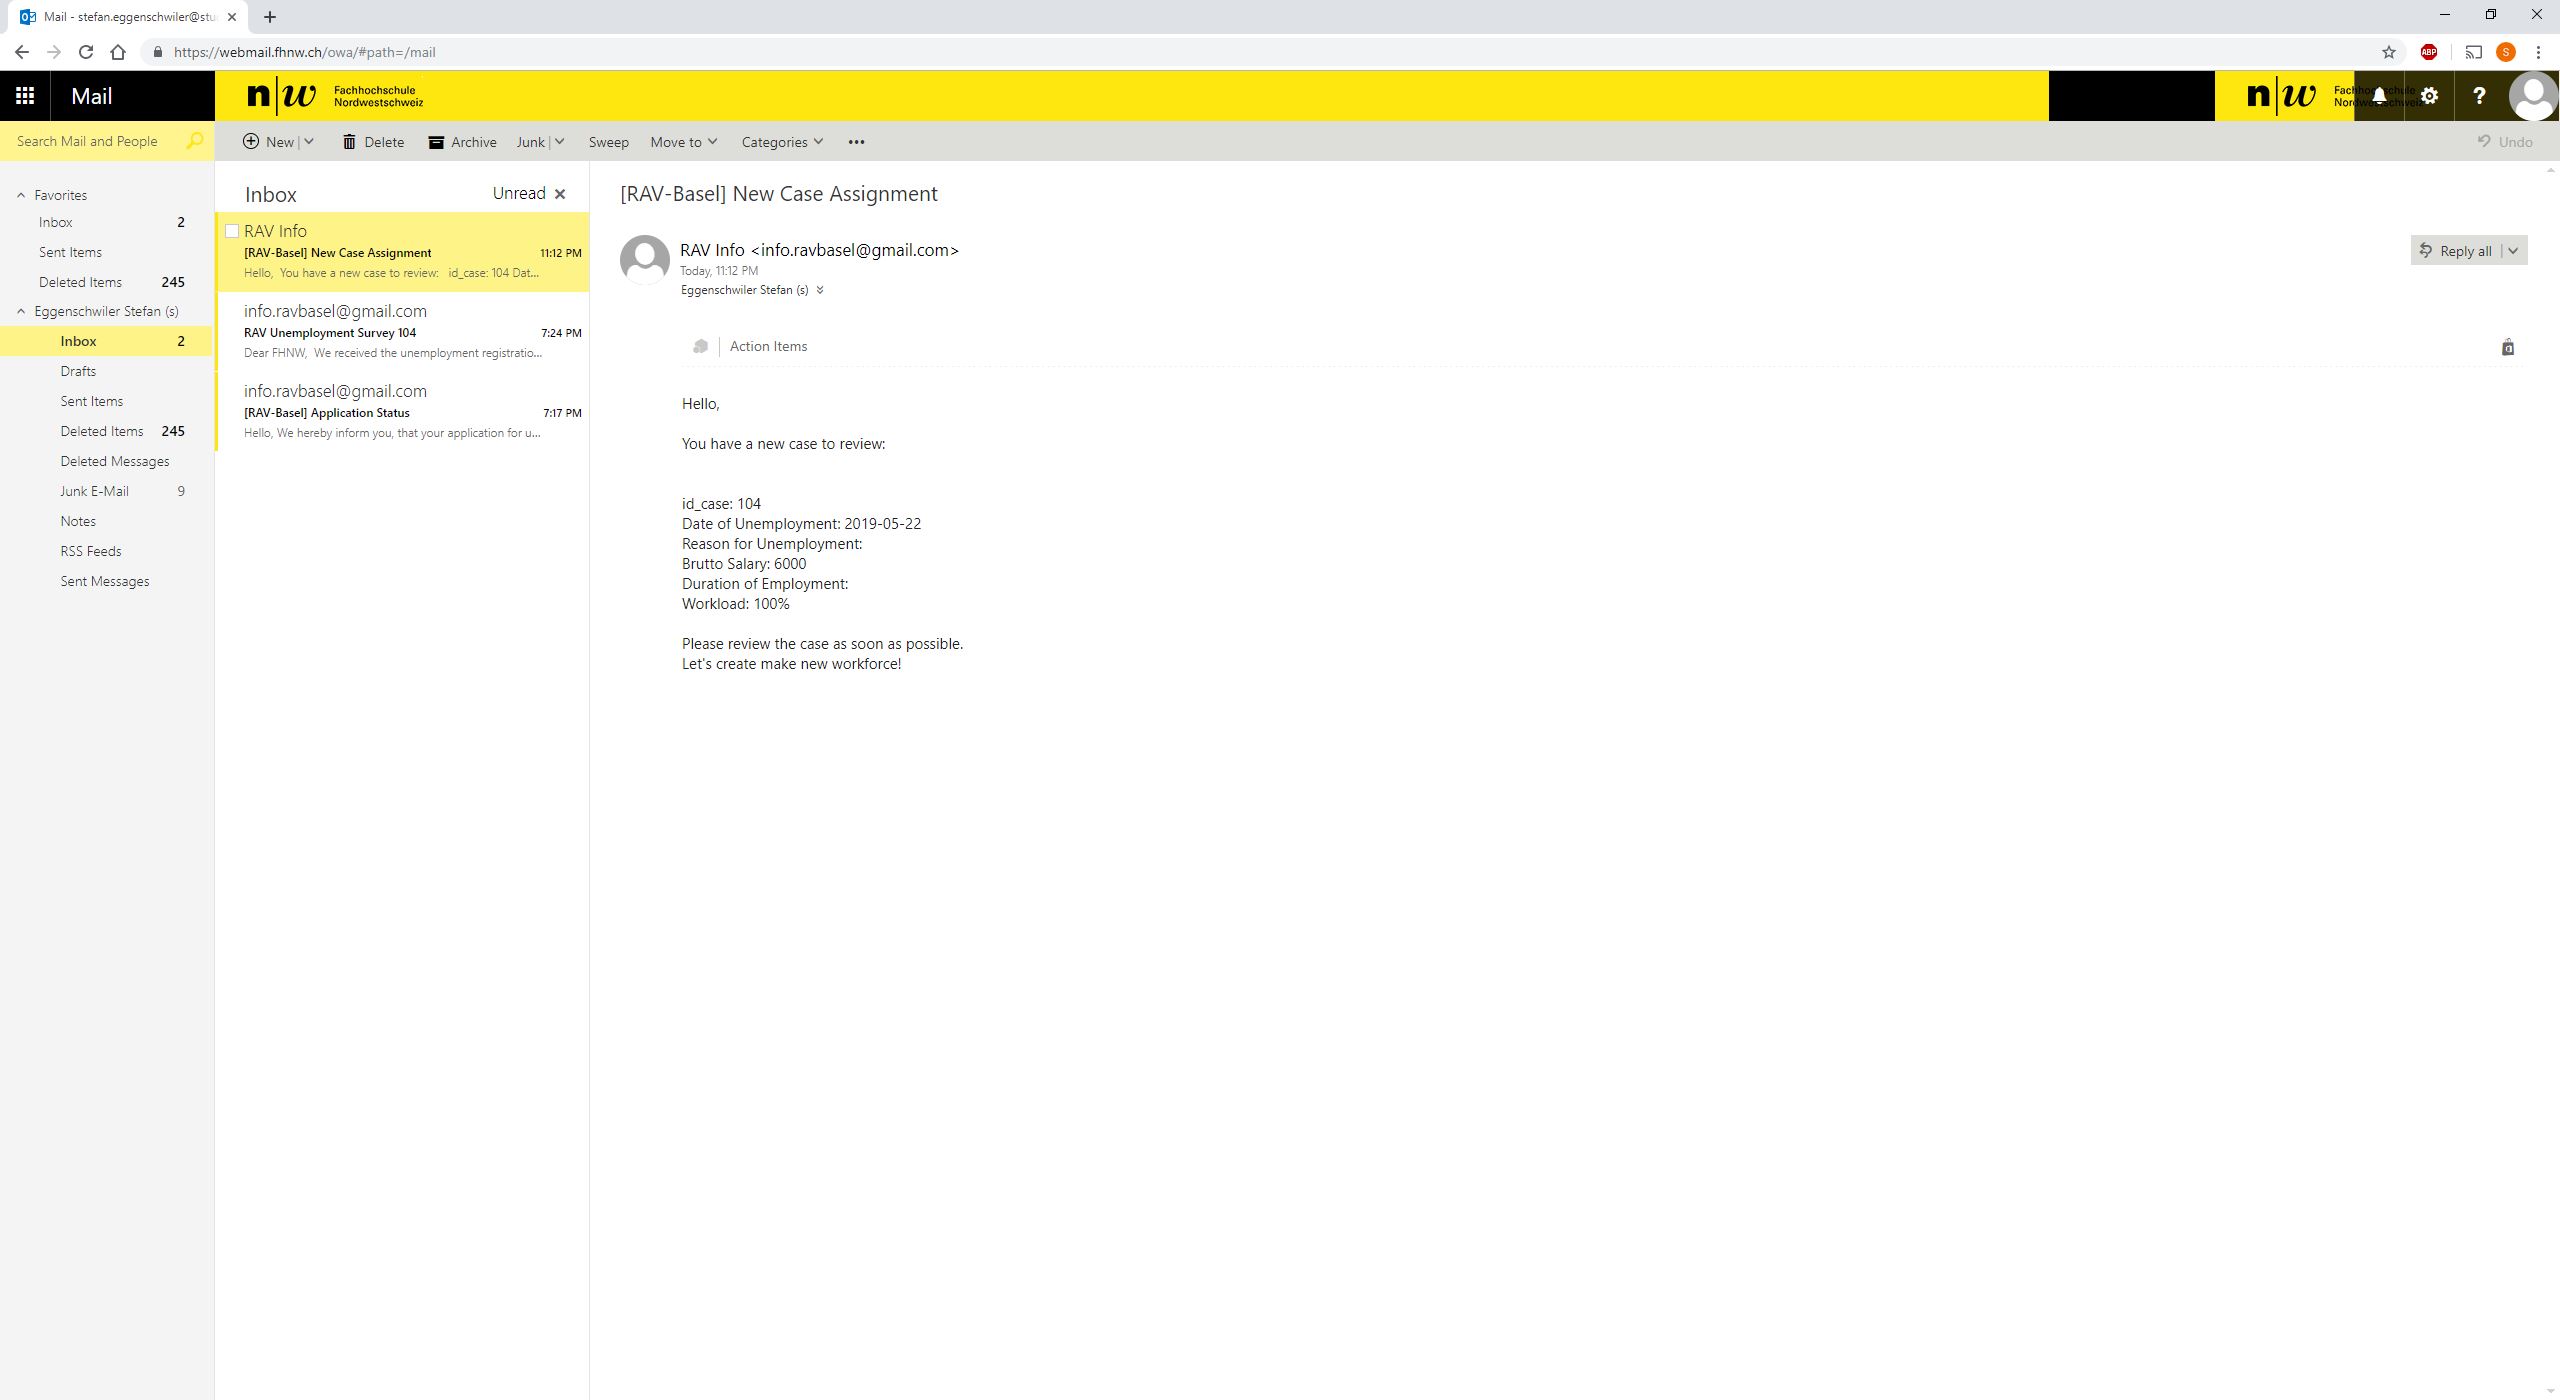 Mail - stefan.eggenschwiler@stu
https://webmail.fhnw.ch/owa/#path=/mail
ABP
S
Mail
n|w Fachhochschule
Nordwestschweiz
n|w Fachhochschule
Nordwestschweiz
?
Search Mail and People
New
Delete
Archive
Junk
Sweep
Move to
Categories
Undo
Favorites
Inbox 2
Sent Items
Deleted Items 245
Eggenschwiler Stefan (s)
Inbox 2
Drafts
Sent Items
Deleted Items 245
Deleted Messages
Junk E-Mail 9
Notes
RSS Feeds
Sent Messages
Inbox
Unread
RAV Info
[RAV-Basel] New Case Assignment 11:12 PM
Hello, You have a new case to review: id_case: 104 Dat...
info.ravbasel@gmail.com
RAV Unemployment Survey 104 7:24 PM
Dear FHNW, We received the unemployment registratio...
info.ravbasel@gmail.com
[RAV-Basel] Application Status 7:17 PM
Hello, We hereby inform you, that your application for u...
[RAV-Basel] New Case Assignment
RAV Info <info.ravbasel@gmail.com>
Today, 11:12 PM
Eggenschwiler Stefan (s)
Reply all
Action Items
Hello,
You have a new case to review:
id_case: 104
Date of Unemployment: 2019-05-22
Reason for Unemployment:
Brutto Salary: 6000
Duration of Employment:
Workload: 100%
Please review the case as soon as possible.
Let's create make new workforce!